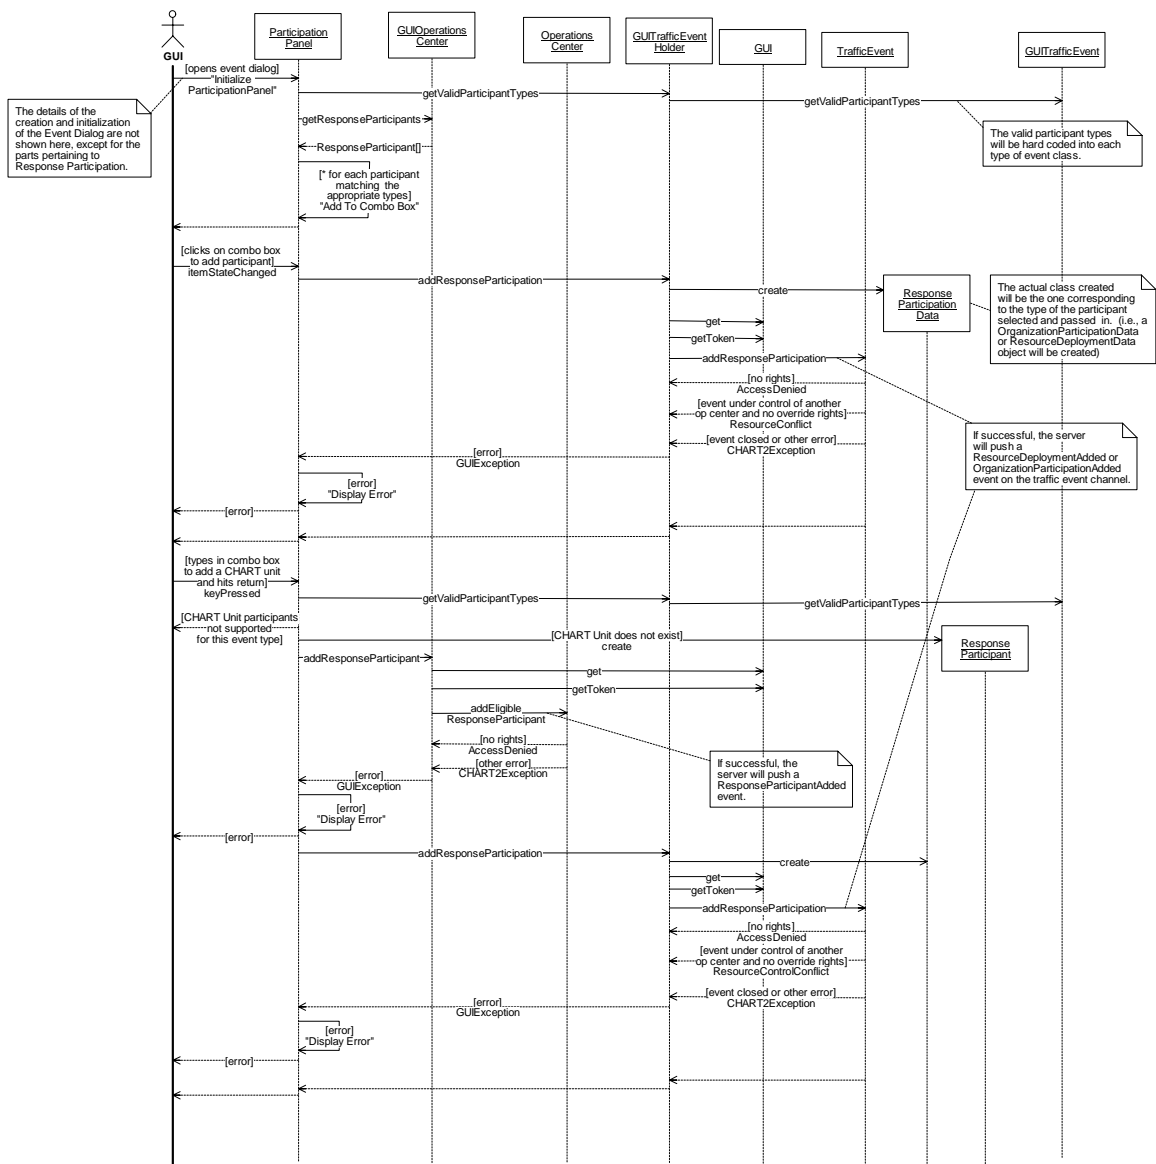 GUI
Participation
Panel
GUIOperations
Center
Operations
Center
GUITrafficEvent
Holder
GUI
TrafficEvent
GUITrafficEvent
[opens event dialog]
"Initialize
ParticipationPanel"
The details of the
creation and initialization
of the Event Dialog are not
shown here, except for the
parts pertaining to
Response Participation.
getValidParticipantTypes
getValidParticipantTypes
The valid participant types
will be hard coded into each
type of event class.
getResponseParticipants
ResponseParticipant[]
[* for each participant
matching the
appropriate types]
"Add To Combo Box"
[clicks on combo box
to add participant]
itemStateChanged
addResponseParticipation
create
Response
Participation
Data
The actual class created
will be the one corresponding
to the type of the participant
selected and passed in. (i.e., a
OrganizationParticipationData
or ResourceDeploymentData
object will be created)
get
getToken
addResponseParticipation
[no rights]
AccessDenied
[event under control of another
op center and no override rights]
ResourceConflict
[event closed or other error]
CHART2Exception
If successful, the server
will push a
ResourceDeploymentAdded or
OrganizationParticipationAdded
event on the traffic event channel.
[error]
GUIException
[error]
"Display Error"
[error]
[types in combo box
to add a CHART unit
and hits return]
keyPressed
getValidParticipantTypes
getValidParticipantTypes
[CHART Unit participants
not supported
for this event type]
[CHART Unit does not exist]
create
Response
Participant
addResponseParticipant
get
getToken
addEligible
ResponseParticipant
[no rights]
AccessDenied
[other error]
CHART2Exception
If successful, the
server will push a
ResponseParticipantAdded
event.
[error]
GUIException
[error]
"Display Error"
[error]
addResponseParticipation
create
get
getToken
addResponseParticipation
[no rights]
AccessDenied
[event under control of another
op center and no override rights]
ResourceControlConflict
[event closed or other error]
CHART2Exception
[error]
GUIException
[error]
"Display Error"
[error]